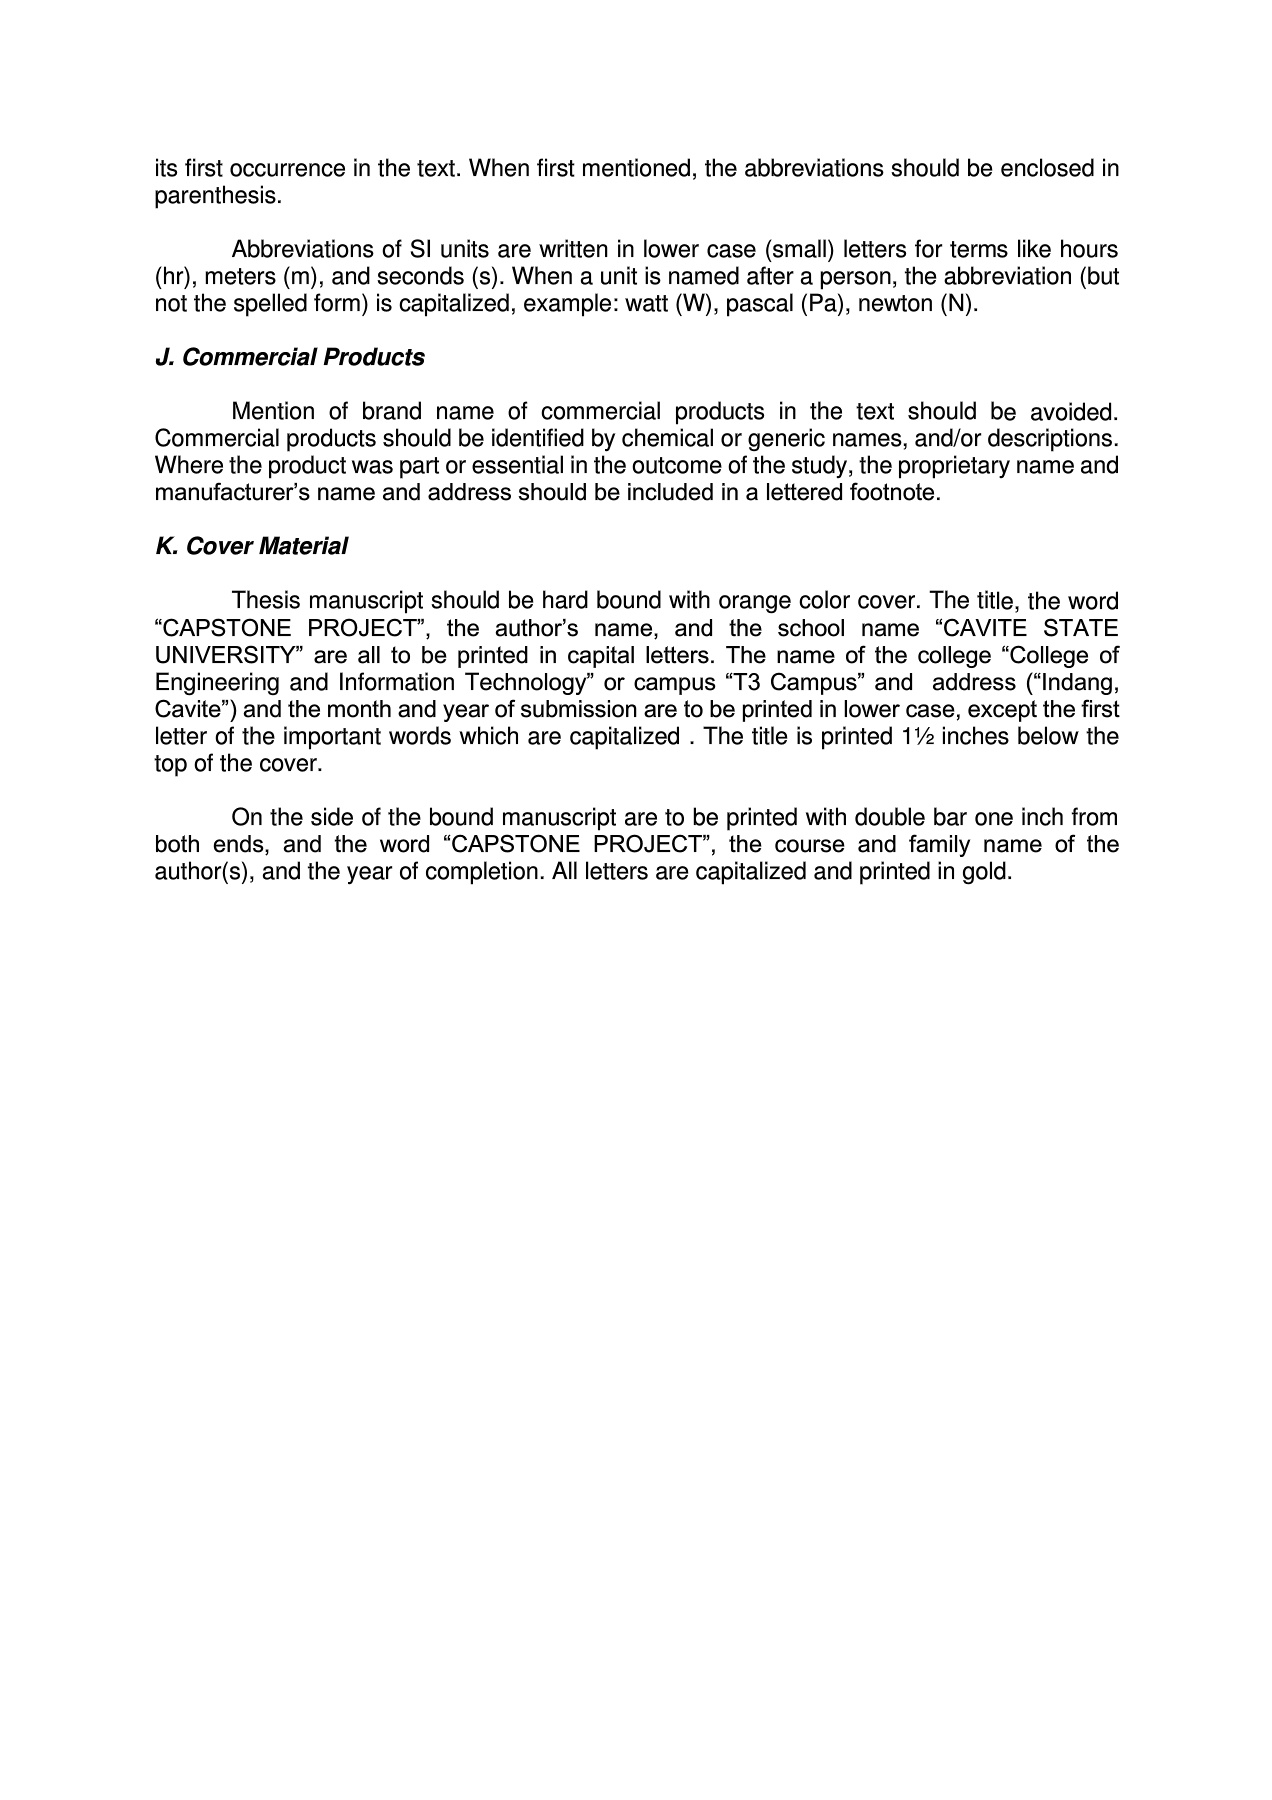 its first occurrence in the text. When first mentioned, the abbreviations should be enclosed in
parenthesis.
Abbreviations of SI units are written in lower case (small) letters for terms like hours
(hr), meters (m), and seconds (s). When a unit is named after a person, the abbreviation (but
not the spelled form) is capitalized, example: watt (W), pascal (Pa), newton (N).
J. Commercial Products
Mention of brand name of commercial products in the text should be avoided.
Commercial products should be identified by chemical or generic names, and/or descriptions.
Where the product was part or essential in the outcome of the study, the proprietary name and
manufacturer’s name and address should be included in a lettered footnote.
K. Cover Material
Thesis manuscript should be hard bound with orange color cover. The title, the word
“CAPSTONE PROJECT”, the author’s name, and the school name “CAVITE STATE
UNIVERSITY” are all to be printed in capital letters. The name of the college “College of
Engineering and Information Technology” or campus “T3 Campus” and  address (“Indang,
Cavite”) and the month and year of submission are to be printed in lower case, except the first
letter of the important words which are capitalized . The title is printed 1½ inches below the
top of the cover.
On the side of the bound manuscript are to be printed with double bar one inch from
both ends, and the word “CAPSTONE PROJECT”, the course and family name of the
author(s), and the year of completion. All letters are capitalized and printed in gold.